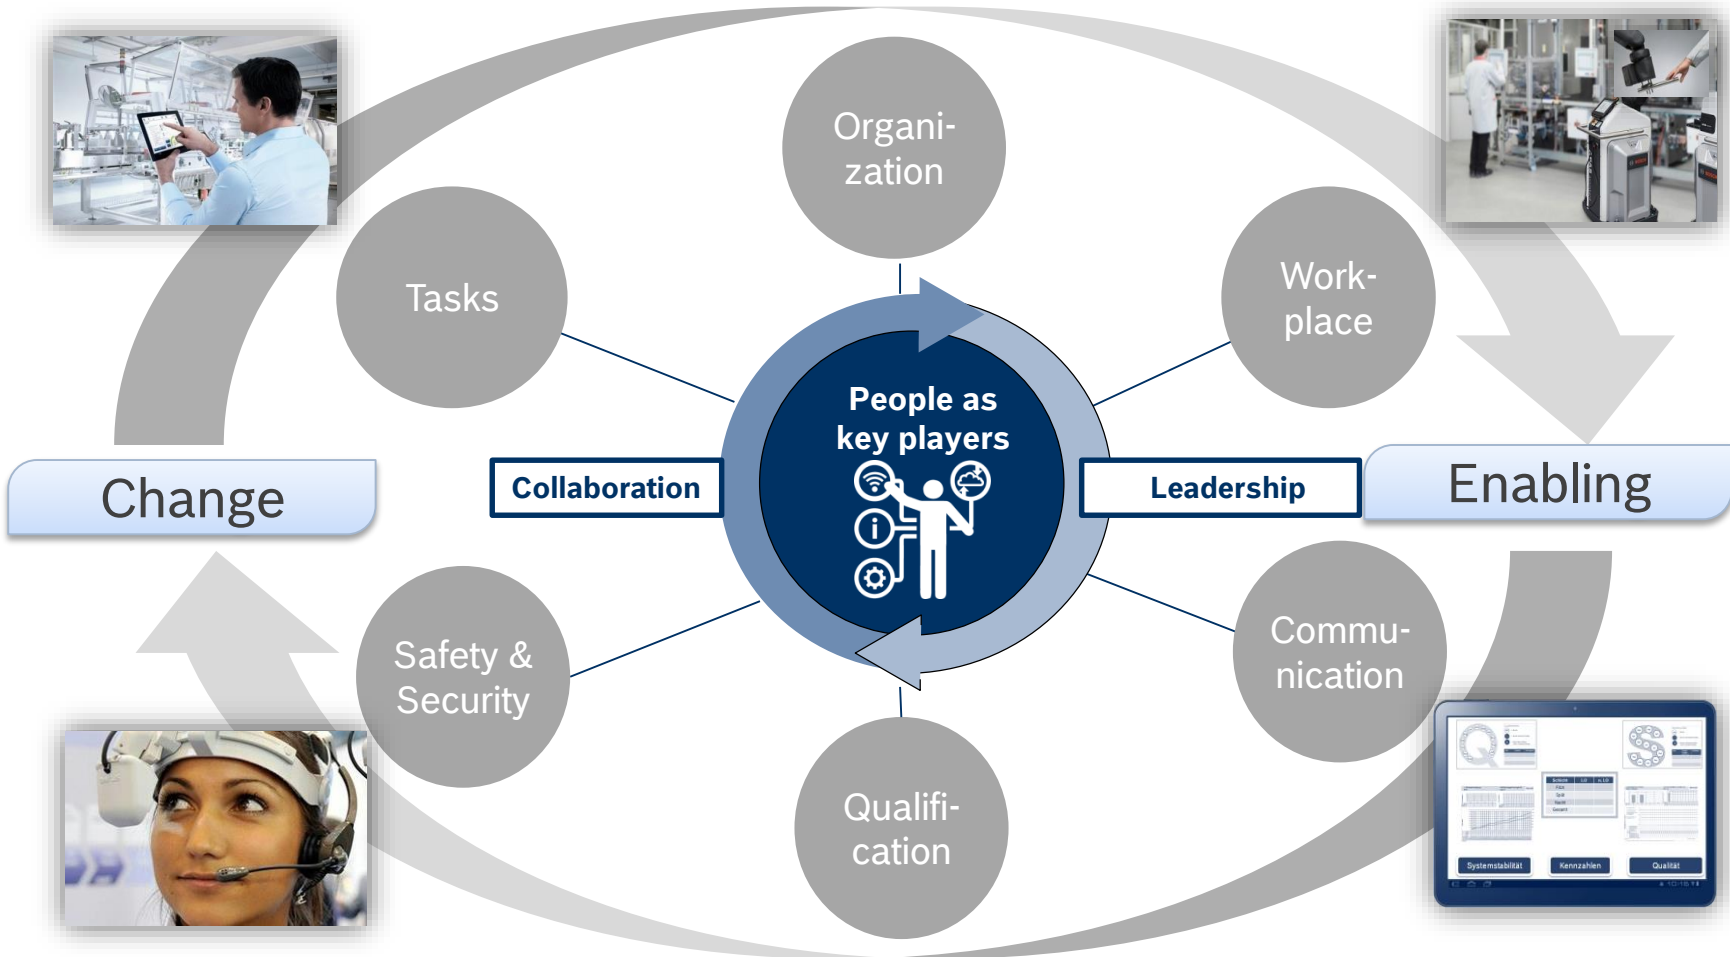 Organi-
zation
Tasks
Work-
place
People as
key players
Collaboration
Leadership
Change
Enabling
Safety &
Security
Commu-
nication
Qualifi-
cation
Q
S
Systemstabilität
Kennzahlen
Qualität